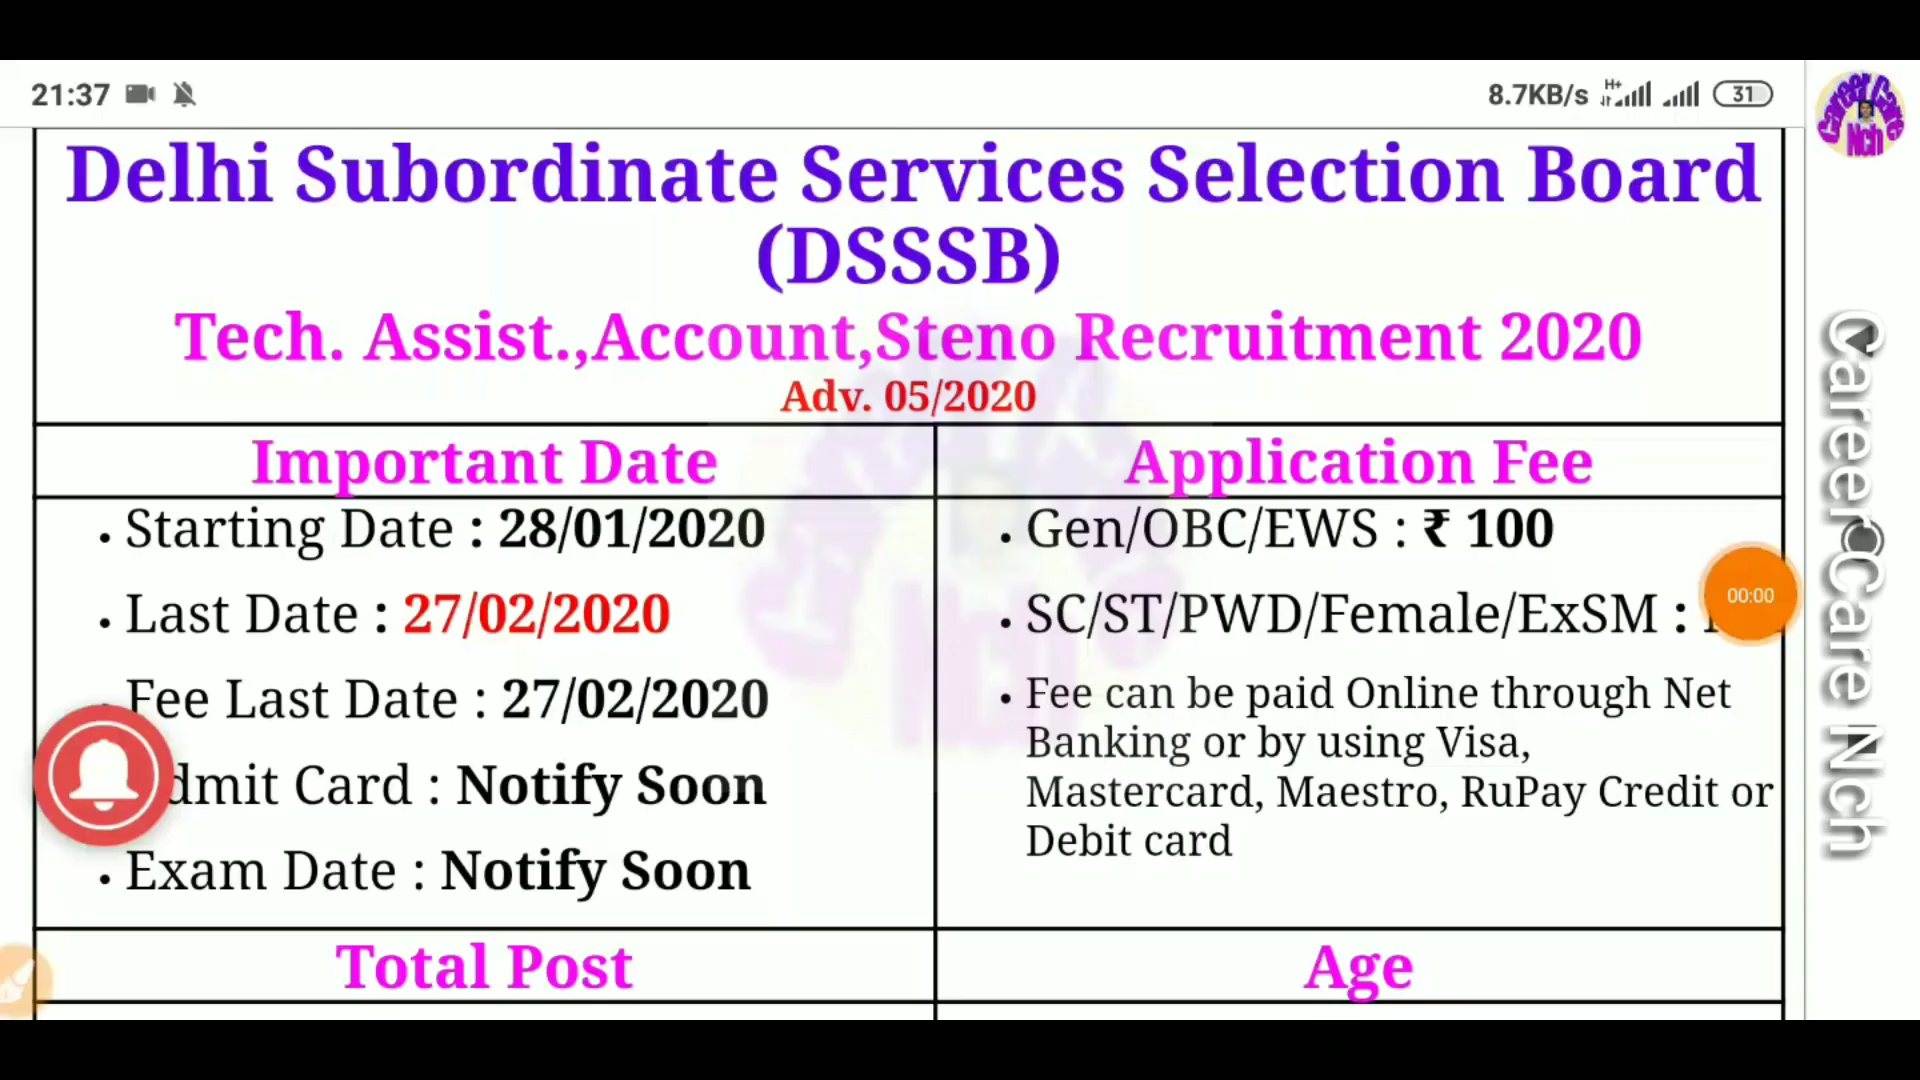 21:37
8.7KB/s H+ 31
Career Care
Nch
Delhi Subordinate Services Selection Board
(DSSSB)
Tech. Assist.,Account,Steno Recruitment 2020
Adv. 05/2020
Important Date
Starting Date : 28/01/2020
Last Date : 27/02/2020
Fee Last Date : 27/02/2020
dmit Card : Notify Soon
Exam Date : Notify Soon
Application Fee
Gen/OBC/EWS : ₹ 100
SC/ST/PWD/Female/ExSM :
00:00
Fee can be paid Online through Net
Banking or by using Visa,
Mastercard, Maestro, RuPay Credit or
Debit card
Total Post
Age
Career Care Nch